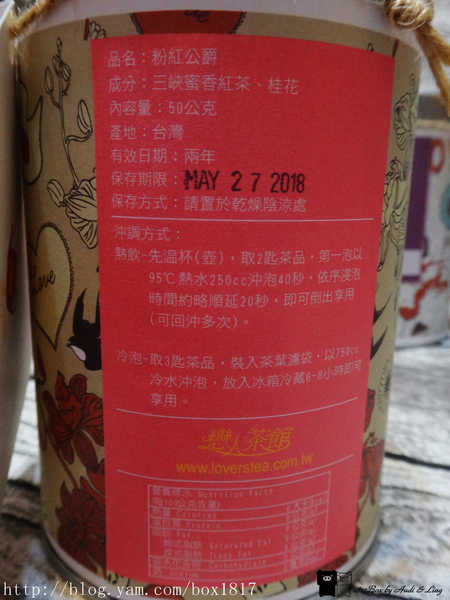 品名：粉紅公爵
成分：三峽蜜香紅茶、桂花
內容量：50公克
產地：台灣
有效日期：兩年
保存期限：MAY 27 2018
保存方式：請置於乾燥陰涼處
沖調方式：
熱飲-先溫杯(壺)，取2匙茶品，第一泡以
95℃熱水250cc沖泡40秒，依序浸泡
時間約略順延20秒，即可倒出享用
(可回沖多次)。
冷泡-取3匙茶品，裝入茶葉濾袋，以750cc
冷水沖泡，放入冰箱冷藏6-8小時即可
享用。
戀人茶館
www.loverstea.com.tw
營養標示 Nutrition Facts
Love
http://blog.yam.com/box1817
Box by Audi & Ling